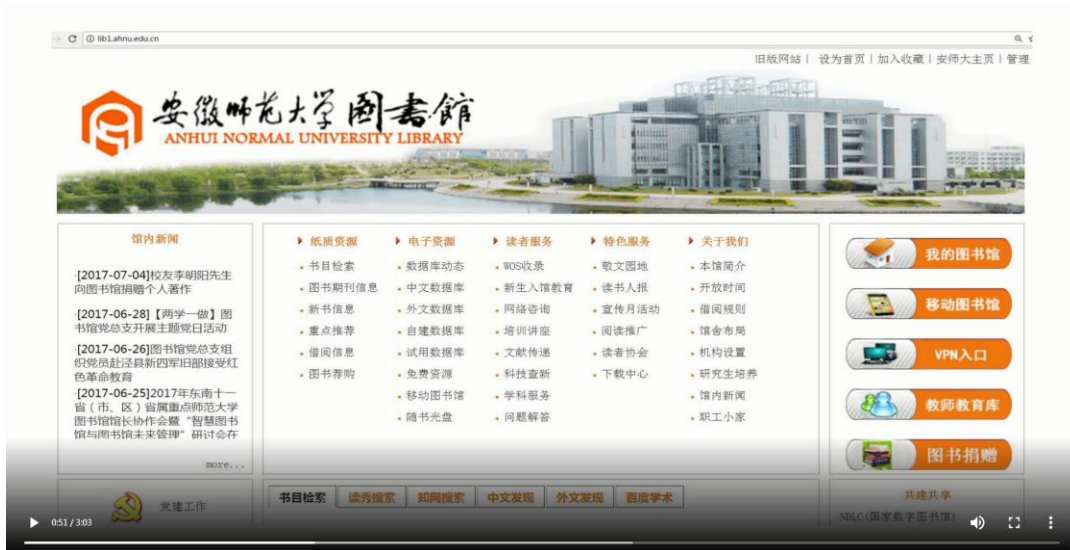 lib1.ahnu.edu.cn
旧版网站 | 设为首页 | 加入收藏 | 安师大主页 | 管理
安徽师范大学图书馆
ANHUI NORMAL UNIVERSITY LIBRARY
馆内新闻
·[2017-07-04]校友李明阳先生
向图书馆捐赠个人著作
·[2017-06-28]【两学一做】图
书馆党总支开展主题党日活动
·[2017-06-26]图书馆党总支组
织党员赴泾县新四军旧部接受红
色革命教育
·[2017-06-25]2017年东南十一
省(市、区)省属重点师范大学
图书馆馆长协作会暨“智慧图书
馆与图书馆未来管理”研讨会在
more...
纸质资源
书目检索
图书期刊信息
新书信息
重点推荐
借阅信息
图书荐购
电子资源
数据库动态
中文数据库
外文数据库
自建数据库
试用数据库
免费资源
移动图书馆
随书光盘
读者服务
WOS收录
新生入馆教育
网络咨询
培训讲座
文献传递
科技查新
学科服务
问题解答
特色服务
敬文图地
读书人报
宣传月活动
阅读推广
读者协会
下载中心
关于我们
本馆简介
开放时间
借阅规则
馆舍布局
机构设置
研究生培养
馆内新闻
职工小家
我的图书馆
移动图书馆
VPN入口
教师教育库
图书捐赠
党建工作
书目检索 读秀搜索 知网搜索 中文发现 外文发现 百度学术
共建共享
NDLC(国家数字图书馆)
0:51 / 3:03